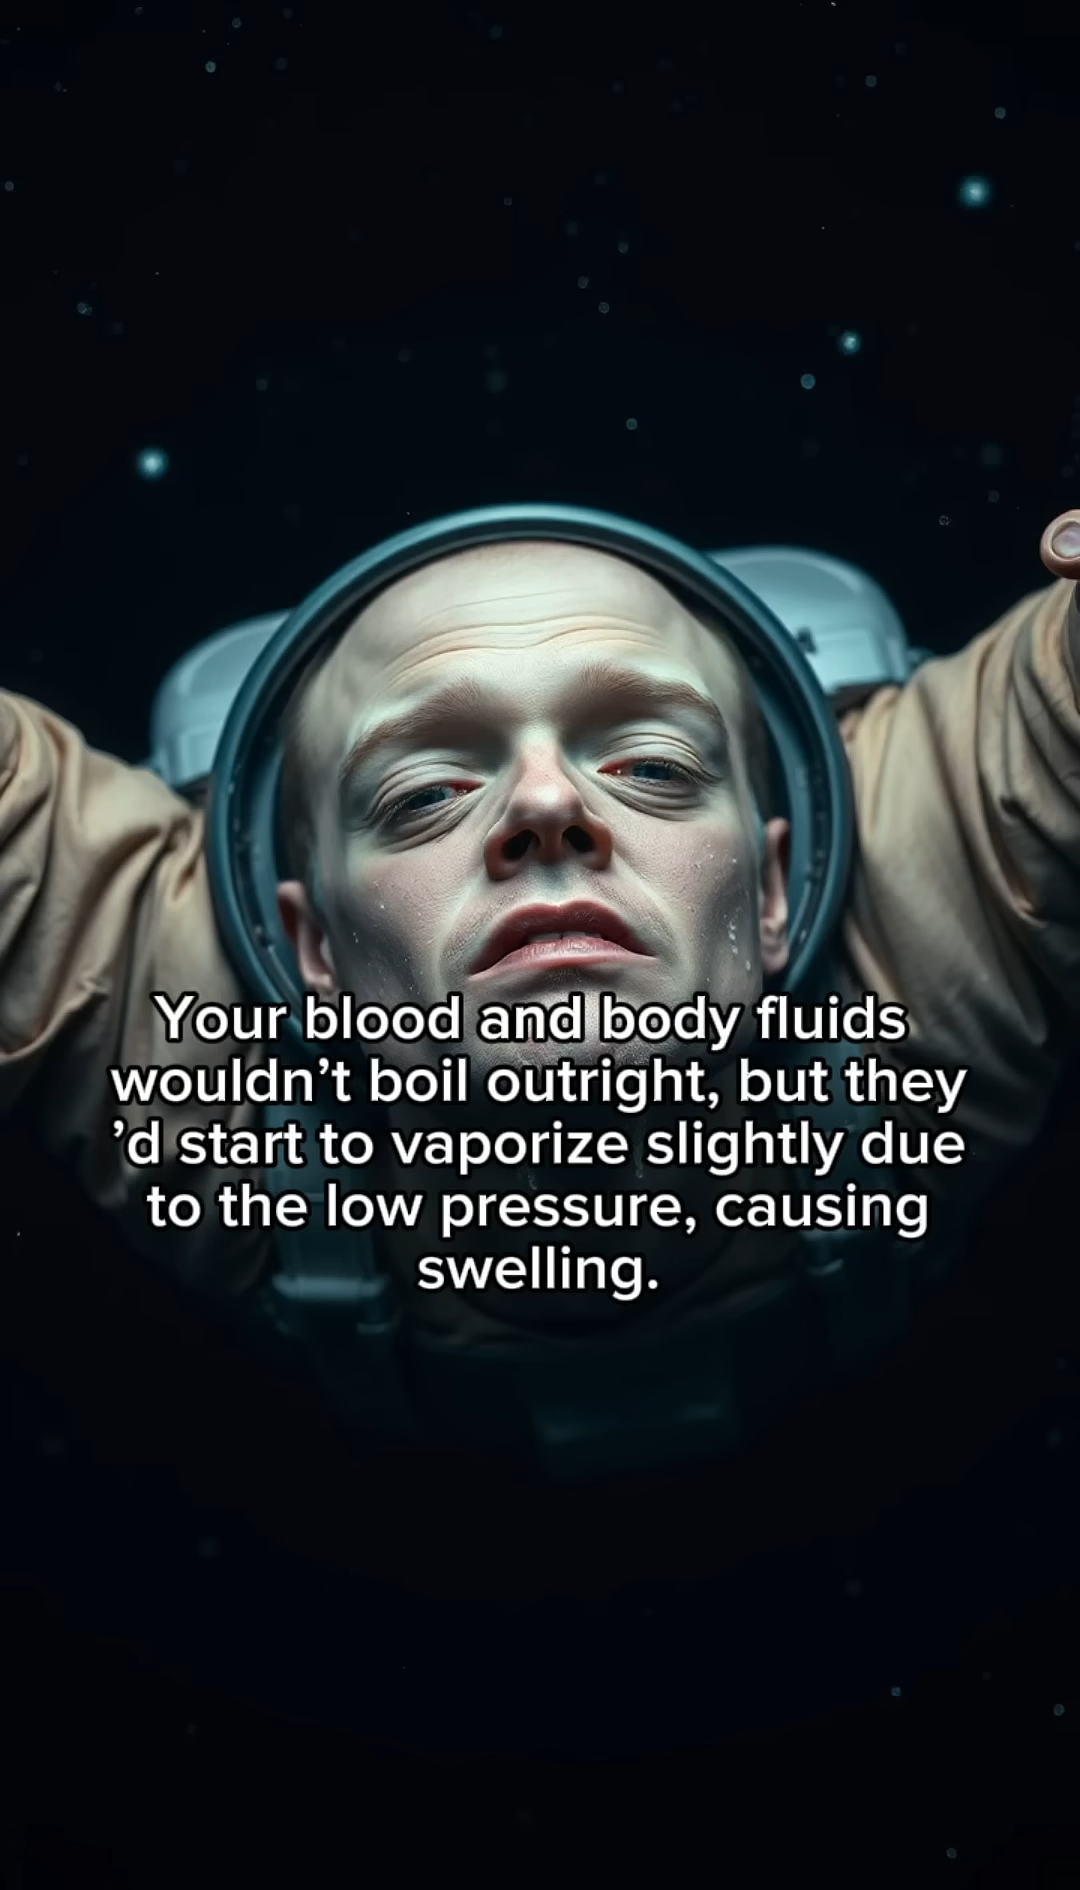 Your blood and body fluids
wouldn’t boil outright, but they
’d start to vaporize slightly due
to the low pressure, causing
swelling.